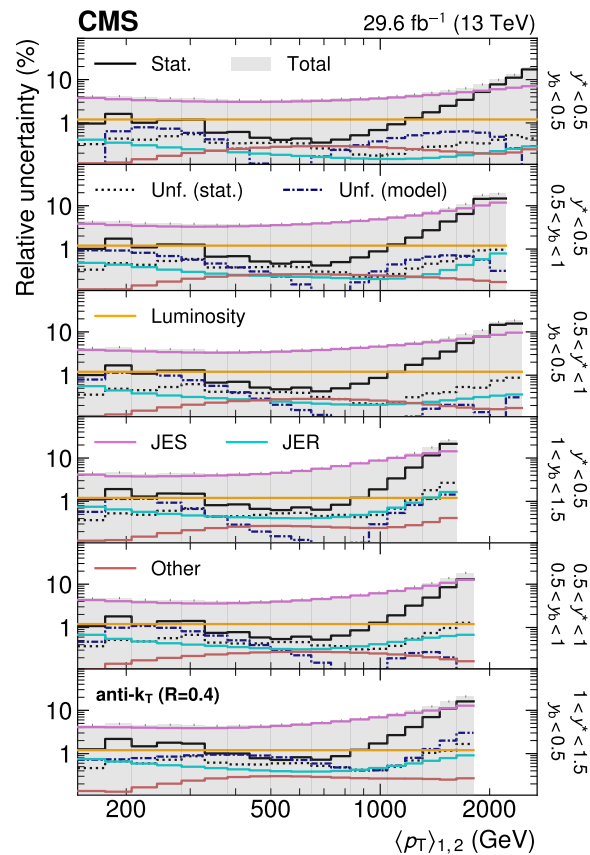 CMS 29.6 fb⁻¹ (13 TeV)
Relative uncertainty (%)
10
1
Stat. Total
y* < 0.5
y_b < 0.5
10
1
Unf. (stat.) Unf. (model)
y* < 0.5
0.5 < y_b < 1
10
1
Luminosity
0.5 < y* < 1
y_b < 0.5
10
1
JES JER
y* < 0.5
1 < y_b < 1.5
10
1
Other
0.5 < y* < 1
0.5 < y_b < 1
10
1
anti-k_T (R=0.4)
1 < y* < 1.5
y_b < 0.5
200 500 1000 2000
⟨p_T⟩_{1,2} (GeV)